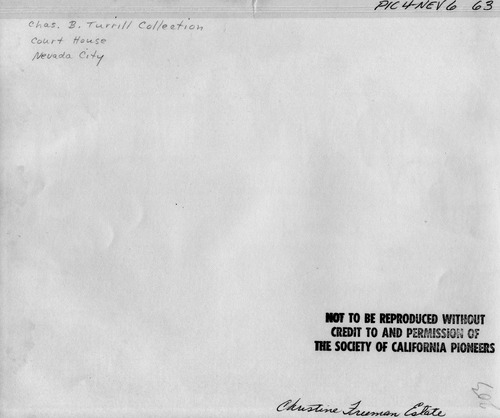 PIC 4-NEV 6 63
Chas. B. Turrill Collection
Court House
Nevada City
NOT TO BE REPRODUCED WITHOUT
CREDIT TO AND PERMISSION OF
THE SOCIETY OF CALIFORNIA PIONEERS
Christine Freeman Estate